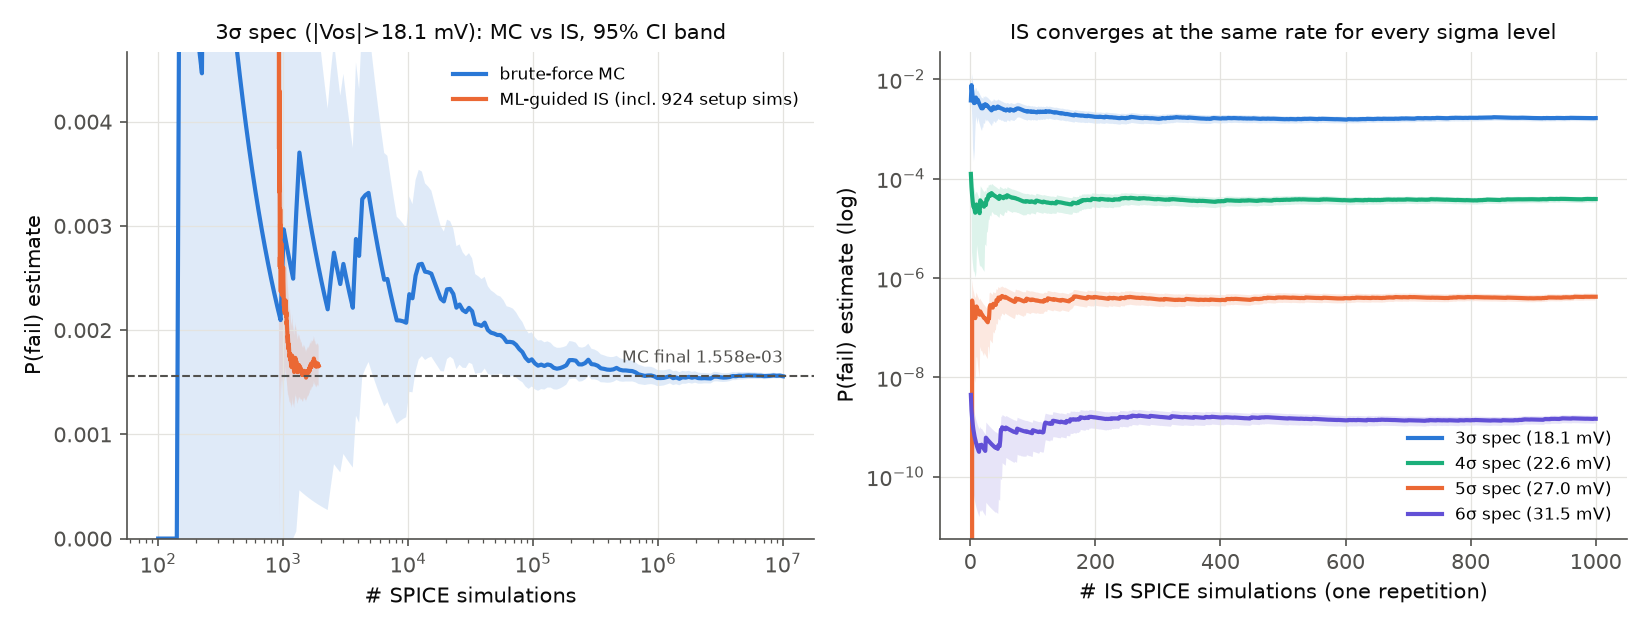 3σ spec (|Vos|>18.1 mV): MC vs IS, 95% CI band
brute-force MC
ML-guided IS (incl. 924 setup sims)
P(fail) estimate
0.004
0.003
0.002
0.001
0.000
MC final 1.558e-03
10²
10³
10⁴
10⁵
10⁶
10⁷
# SPICE simulations
IS converges at the same rate for every sigma level
P(fail) estimate (log)
10⁻²
10⁻⁴
10⁻⁶
10⁻⁸
10⁻¹⁰
3σ spec (18.1 mV)
4σ spec (22.6 mV)
5σ spec (27.0 mV)
6σ spec (31.5 mV)
0
200
400
600
800
1000
# IS SPICE simulations (one repetition)